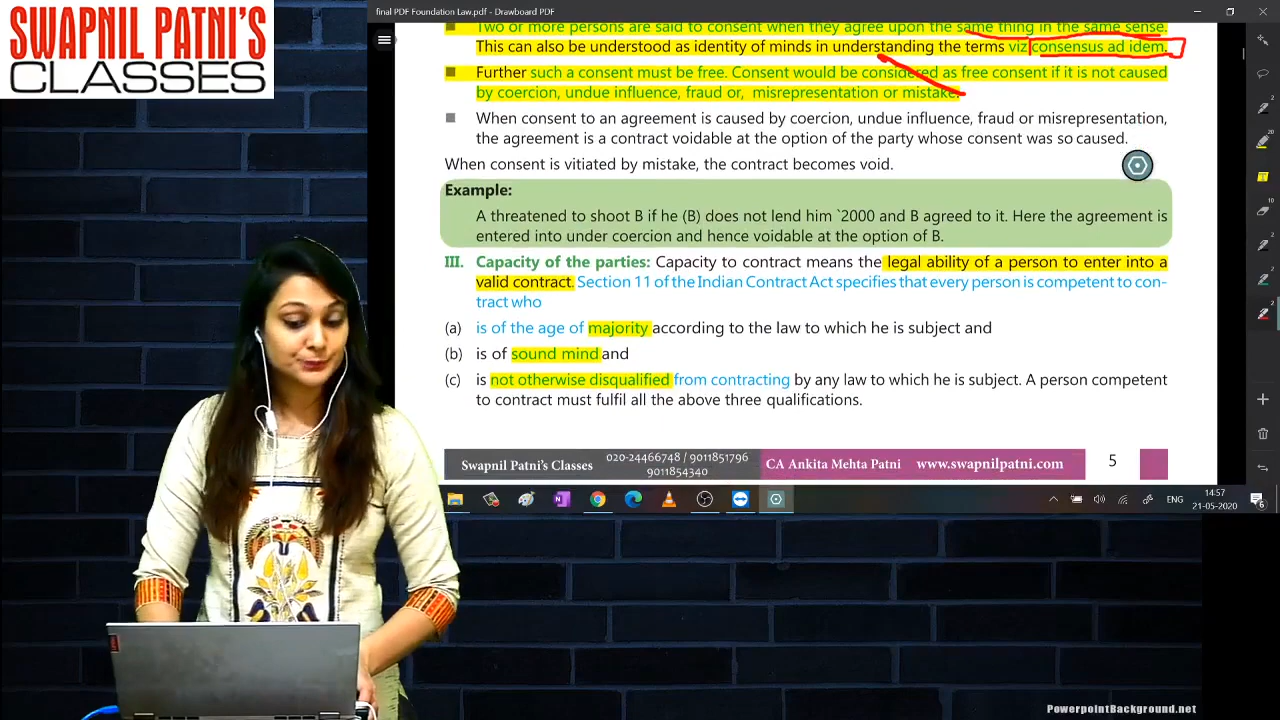 SWAPNIL PATNI'S
CLASSES
final PDF Foundation Law.pdf - Drawboard PDF
Two or more persons are said to consent when they agree upon the same thing in the same sense.
This can also be understood as identity of minds in understanding the terms viz consensus ad idem.
Further such a consent must be free. Consent would be considered as free consent if it is not caused
by coercion, undue influence, fraud or, misrepresentation or mistake.
When consent to an agreement is caused by coercion, undue influence, fraud or misrepresentation,
the agreement is a contract voidable at the option of the party whose consent was so caused.
When consent is vitiated by mistake, the contract becomes void.
Example:
A threatened to shoot B if he (B) does not lend him `2000 and B agreed to it. Here the agreement is
entered into under coercion and hence voidable at the option of B.
III. Capacity of the parties: Capacity to contract means the legal ability of a person to enter into a
valid contract. Section 11 of the Indian Contract Act specifies that every person is competent to con-
tract who
(a) is of the age of majority according to the law to which he is subject and
(b) is of sound mind and
(c) is not otherwise disqualified from contracting by any law to which he is subject. A person competent
to contract must fulfil all the above three qualifications.
Swapnil Patni's Classes 020-24466748 / 9011851796
9011854340
CA Ankita Mehta Patni www.swapnilpatni.com 5
ENG
14:57
21-05-2020
PowerpointBackground.net